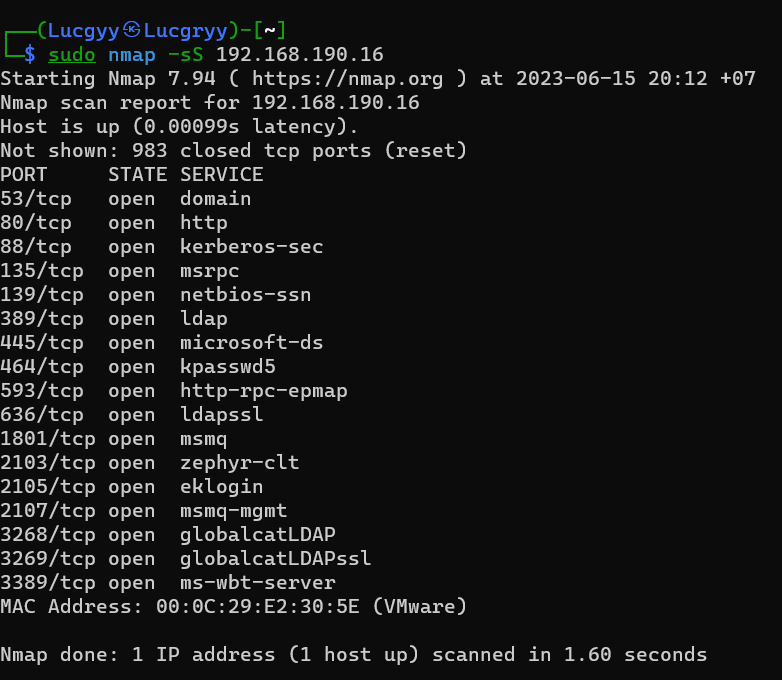 ┌──(Lucgyy㉿Lucgryy)-[~]
└─$ sudo nmap -sS 192.168.190.16
Starting Nmap 7.94 ( https://nmap.org ) at 2023-06-15 20:12 +07
Nmap scan report for 192.168.190.16
Host is up (0.00099s latency).
Not shown: 983 closed tcp ports (reset)
PORT     STATE SERVICE
53/tcp   open  domain
80/tcp   open  http
88/tcp   open  kerberos-sec
135/tcp  open  msrpc
139/tcp  open  netbios-ssn
389/tcp  open  ldap
445/tcp  open  microsoft-ds
464/tcp  open  kpasswd5
593/tcp  open  http-rpc-epmap
636/tcp  open  ldapssl
1801/tcp open  msmq
2103/tcp open  zephyr-clt
2105/tcp open  eklogin
2107/tcp open  msmq-mgmt
3268/tcp open  globalcatLDAP
3269/tcp open  globalcatLDAPssl
3389/tcp open  ms-wbt-server
MAC Address: 00:0C:29:E2:30:5E (VMware)
Nmap done: 1 IP address (1 host up) scanned in 1.60 seconds